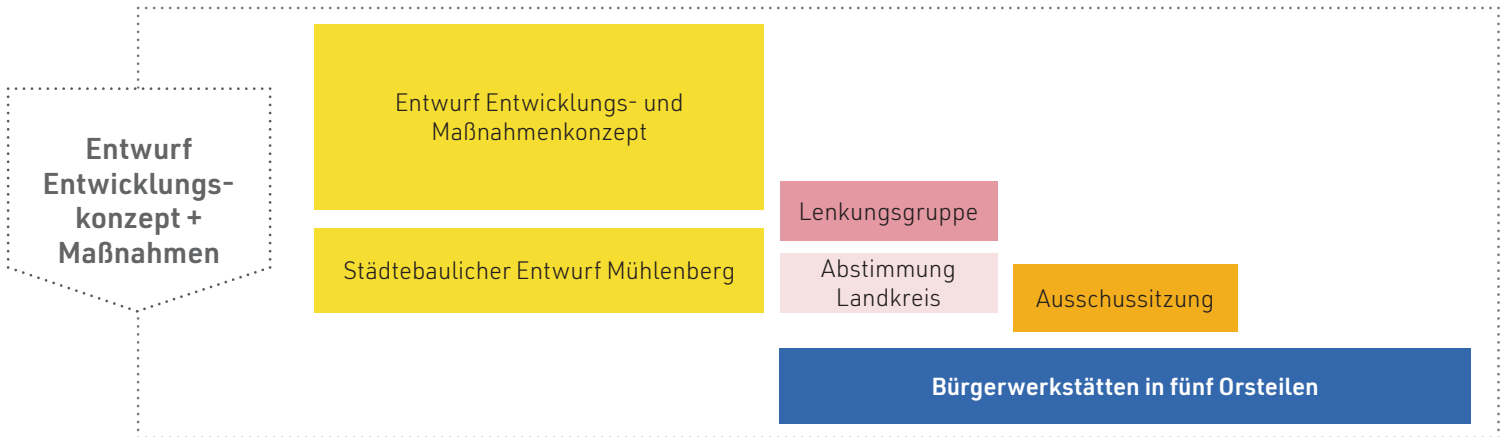 Entwurf
Entwicklungs-
konzept +
Maßnahmen
Entwurf Entwicklungs- und
Maßnahmenkonzept
Städtebaulicher Entwurf Mühlenberg
Lenkungsgruppe
Abstimmung
Landkreis
Ausschussitzung
Bürgerwerkstätten in fünf Orsteilen